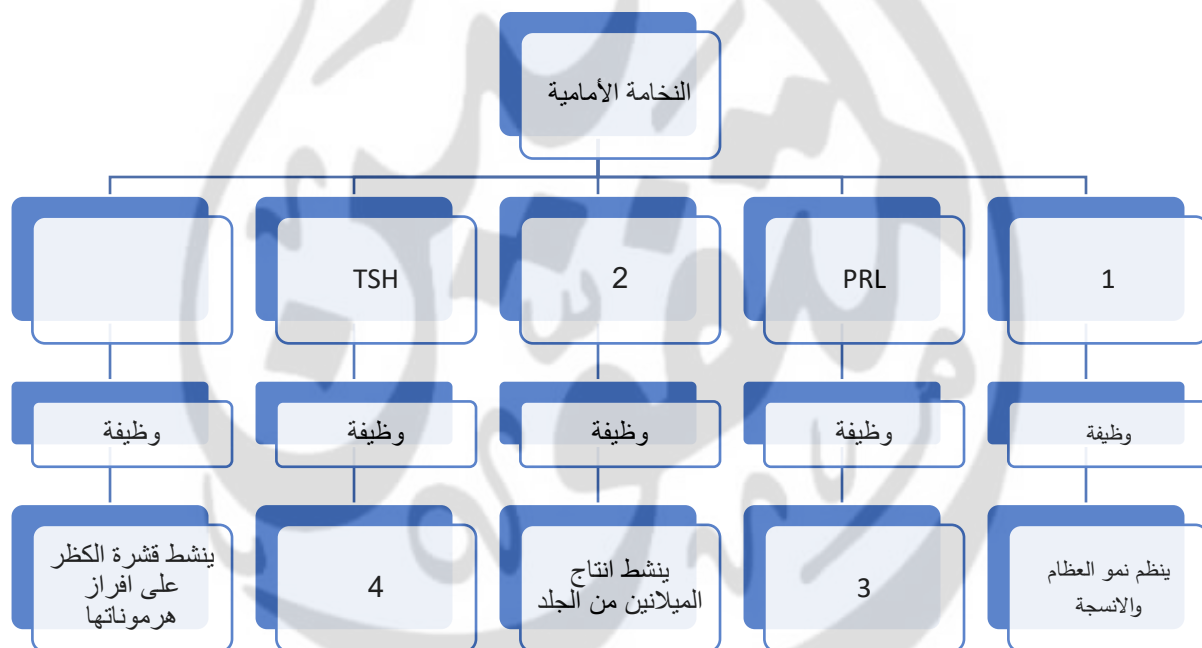 النخامة الأمامية
1
PRL
2
TSH
وظيفة
وظيفة
وظيفة
وظيفة
وظيفة
ينظم نمو العظام
والانسجة
3
ينشط انتاج
الميلانين من الجلد
4
ينشط قشرة الكظر
على افراز
هرموناتها